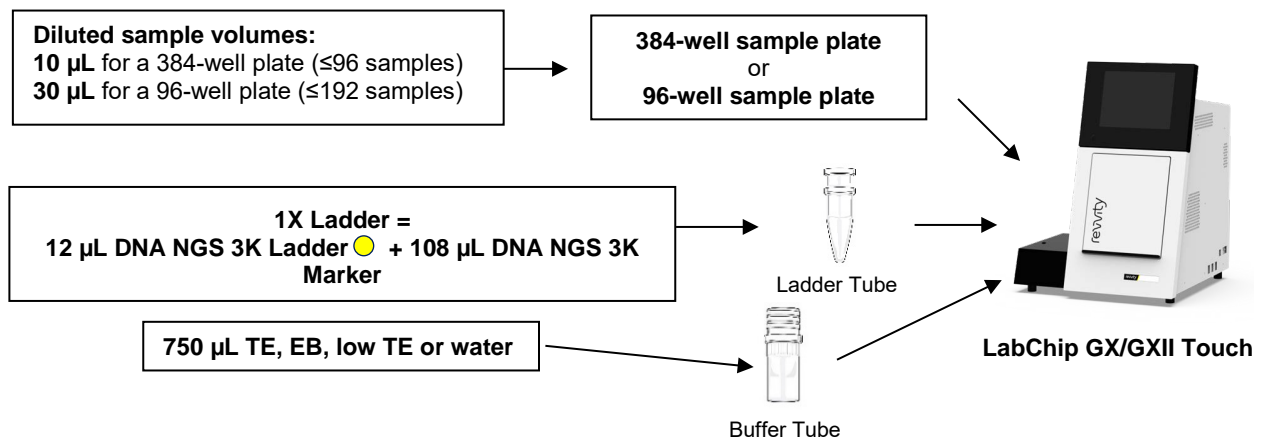 Diluted sample volumes:
10 µL for a 384-well plate (≤96 samples)
30 µL for a 96-well plate (≤192 samples)
384-well sample plate
or
96-well sample plate
1X Ladder =
12 µL DNA NGS 3K Ladder + 108 µL DNA NGS 3K
Marker
Ladder Tube
750 µL TE, EB, low TE or water
Buffer Tube
revvity
LabChip GX/GXII Touch